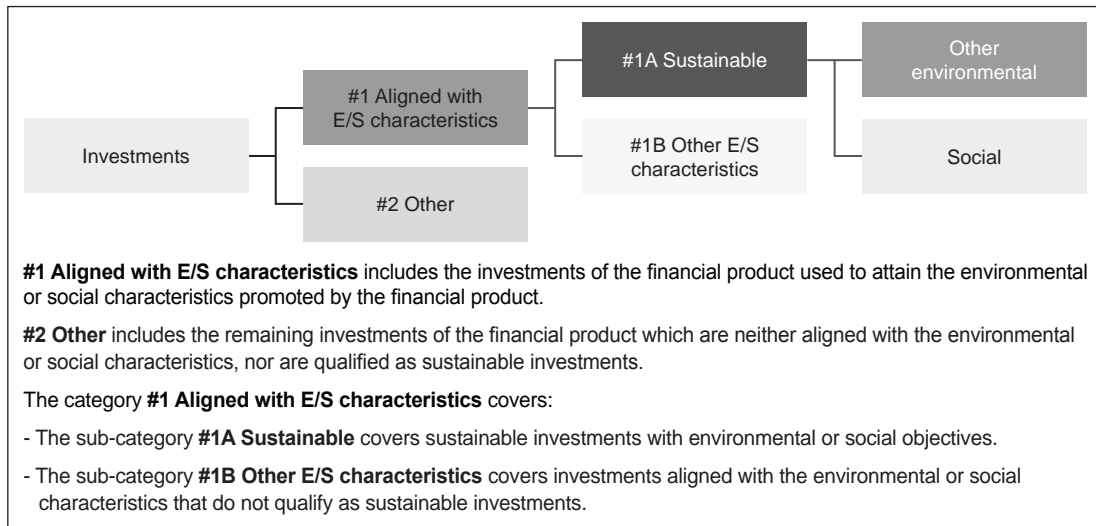 #1A Sustainable
Other
environmental
#1 Aligned with
E/S characteristics
Investments
#1B Other E/S
characteristics
Social
#2 Other
#1 Aligned with E/S characteristics includes the investments of the financial product used to attain the environmental
or social characteristics promoted by the financial product.
#2 Other includes the remaining investments of the financial product which are neither aligned with the environmental
or social characteristics, nor are qualified as sustainable investments.
The category #1 Aligned with E/S characteristics covers:
- The sub-category #1A Sustainable covers sustainable investments with environmental or social objectives.
- The sub-category #1B Other E/S characteristics covers investments aligned with the environmental or social
characteristics that do not qualify as sustainable investments.